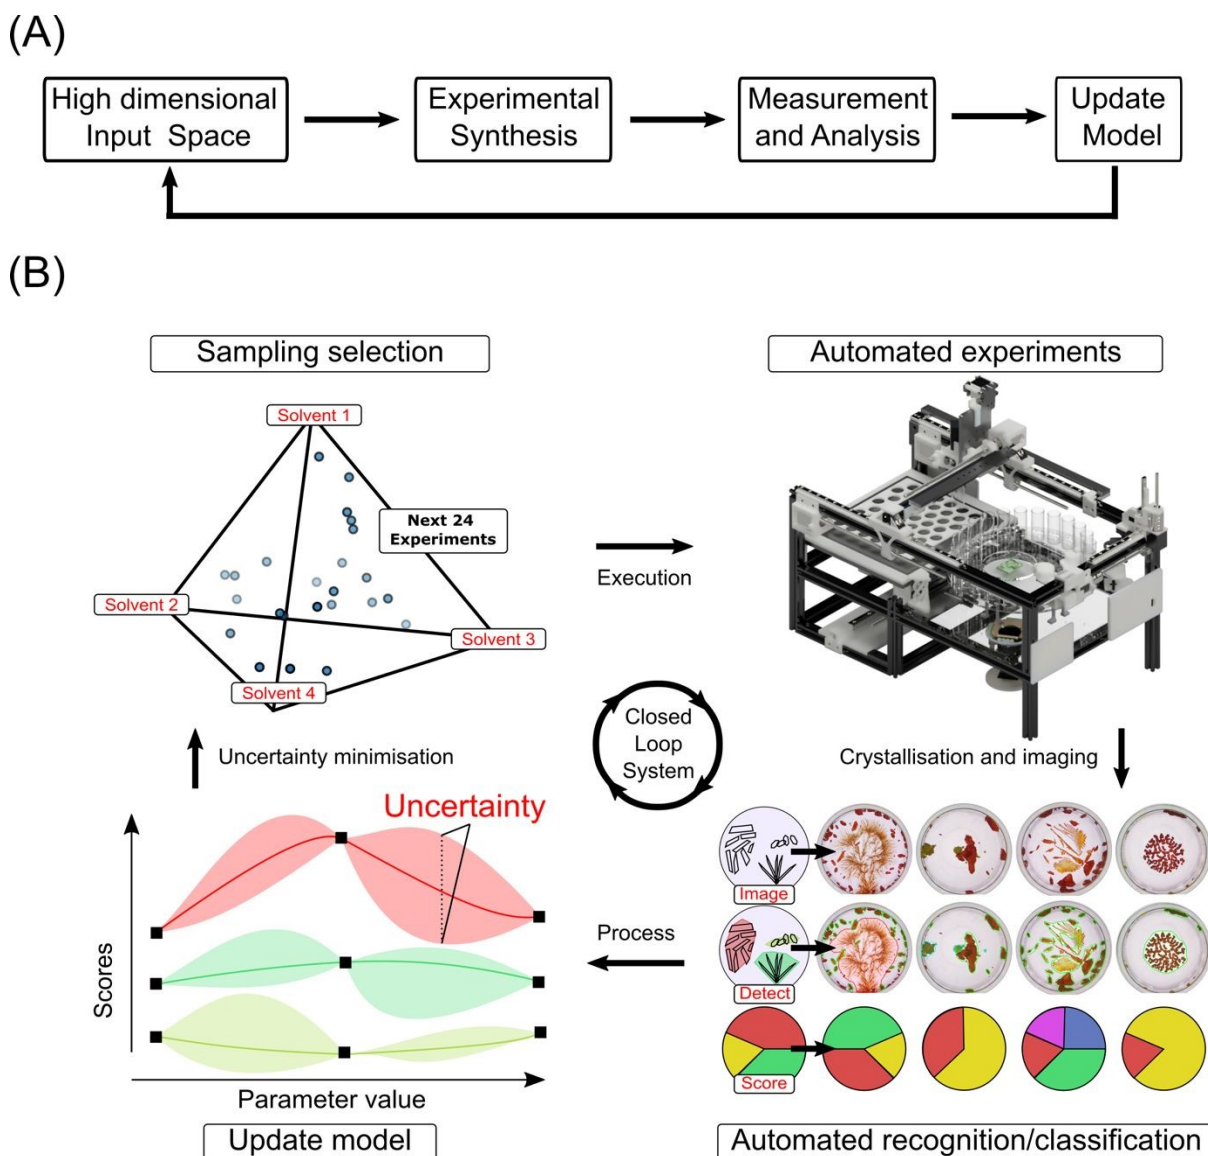 (A)
High dimensional
Input Space
Experimental
Synthesis
Measurement
and Analysis
Update
Model
(B)
Sampling selection
Automated experiments
Solvent 1
Next 24
Experiments
Solvent 2
Solvent 3
Solvent 4
Execution
Uncertainty minimisation
Closed
Loop
System
Crystallisation and imaging
Uncertainty
Scores
Parameter value
Update model
Process
Image
Detect
Score
Automated recognition/classification